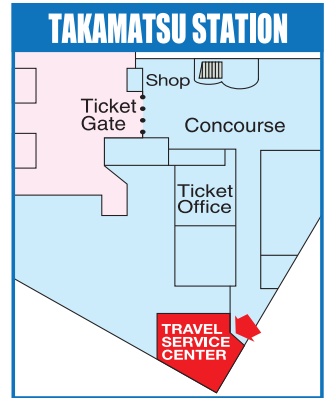 TAKAMATSU STATION
Shop
Ticket
Gate
Concourse
Ticket
Office
TRAVEL
SERVICE
CENTER